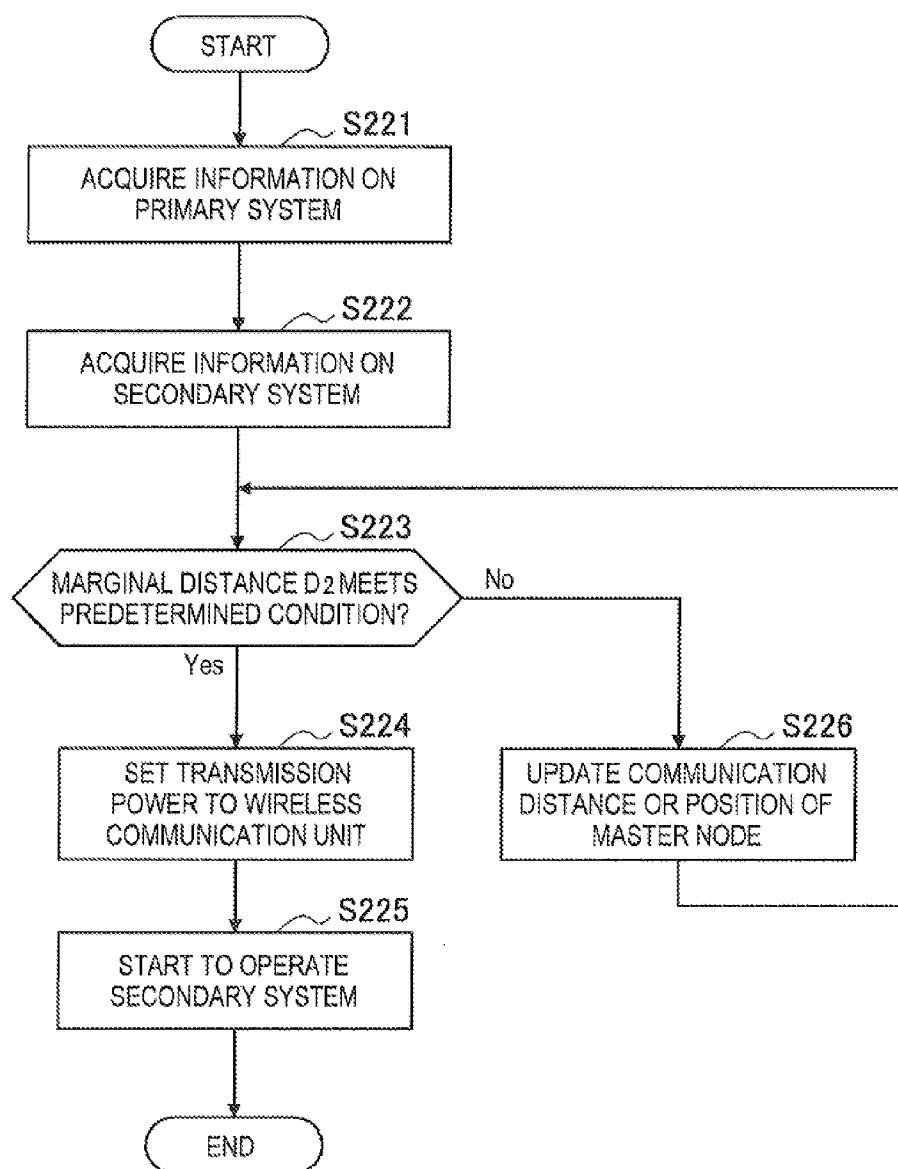 START
S221
ACQUIRE INFORMATION ON
PRIMARY SYSTEM
S222
ACQUIRE INFORMATION ON
SECONDARY SYSTEM
S223
MARGINAL DISTANCE D2 MEETS
PREDETERMINED CONDITION?
No
Yes
S224
SET TRANSMISSION
POWER TO WIRELESS
COMMUNICATION UNIT
S226
UPDATE COMMUNICATION
DISTANCE OR POSITION OF
MASTER NODE
S225
START TO OPERATE
SECONDARY SYSTEM
END